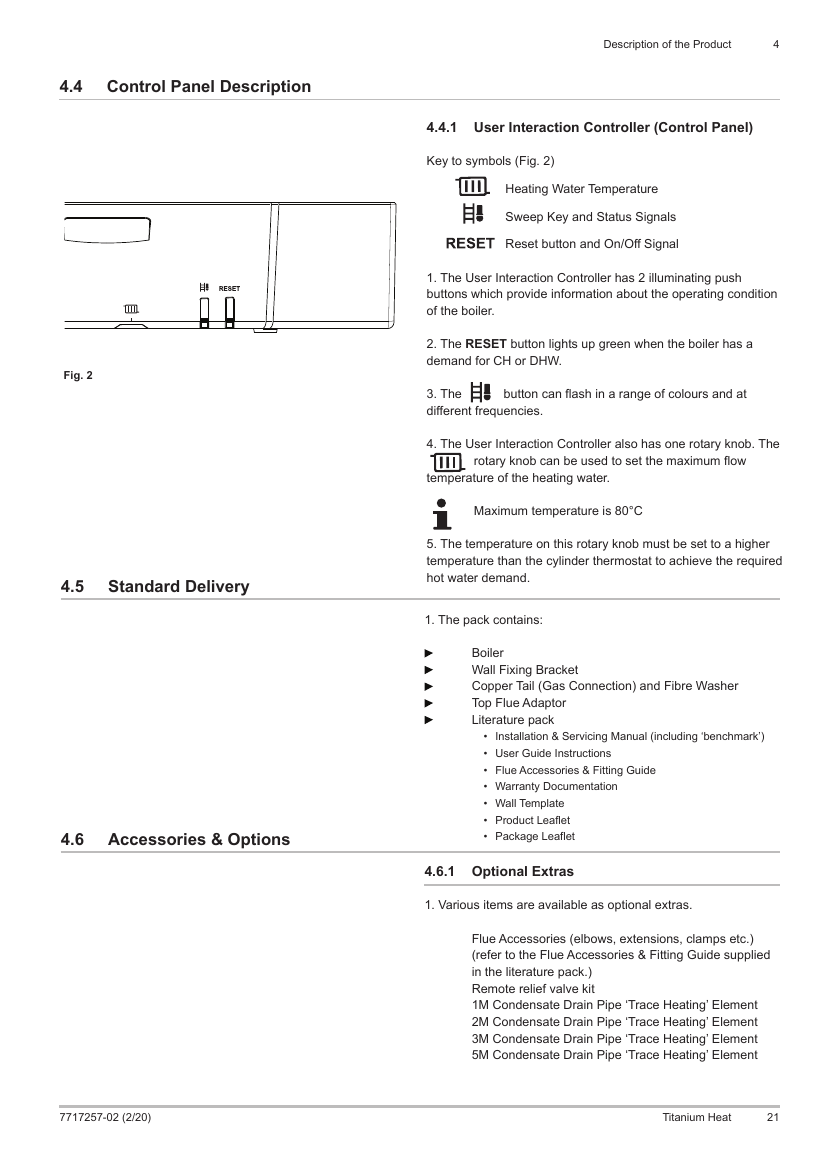 Description of the Product 4
4.4 Control Panel Description
4.4.1 User Interaction Controller (Control Panel)
Key to symbols (Fig. 2)
Heating Water Temperature
Sweep Key and Status Signals
RESET Reset button and On/Off Signal
RESET
Fig. 2
1. The User Interaction Controller has 2 illuminating push
buttons which provide information about the operating condition
of the boiler.
2. The RESET button lights up green when the boiler has a
demand for CH or DHW.
3. The button can flash in a range of colours and at
different frequencies.
4. The User Interaction Controller also has one rotary knob. The
rotary knob can be used to set the maximum flow
temperature of the heating water.
Maximum temperature is 80°C
5. The temperature on this rotary knob must be set to a higher
temperature than the cylinder thermostat to achieve the required
hot water demand.
4.5 Standard Delivery
1. The pack contains:
► Boiler
► Wall Fixing Bracket
► Copper Tail (Gas Connection) and Fibre Washer
► Top Flue Adaptor
► Literature pack
• Installation & Servicing Manual (including ‘benchmark’)
• User Guide Instructions
• Flue Accessories & Fitting Guide
• Warranty Documentation
• Wall Template
• Product Leaflet
• Package Leaflet
4.6 Accessories & Options
4.6.1 Optional Extras
1. Various items are available as optional extras.
Flue Accessories (elbows, extensions, clamps etc.)
(refer to the Flue Accessories & Fitting Guide supplied
in the literature pack.)
Remote relief valve kit
1M Condensate Drain Pipe ‘Trace Heating’ Element
2M Condensate Drain Pipe ‘Trace Heating’ Element
3M Condensate Drain Pipe ‘Trace Heating’ Element
5M Condensate Drain Pipe ‘Trace Heating’ Element
7717257-02 (2/20) Titanium Heat 21